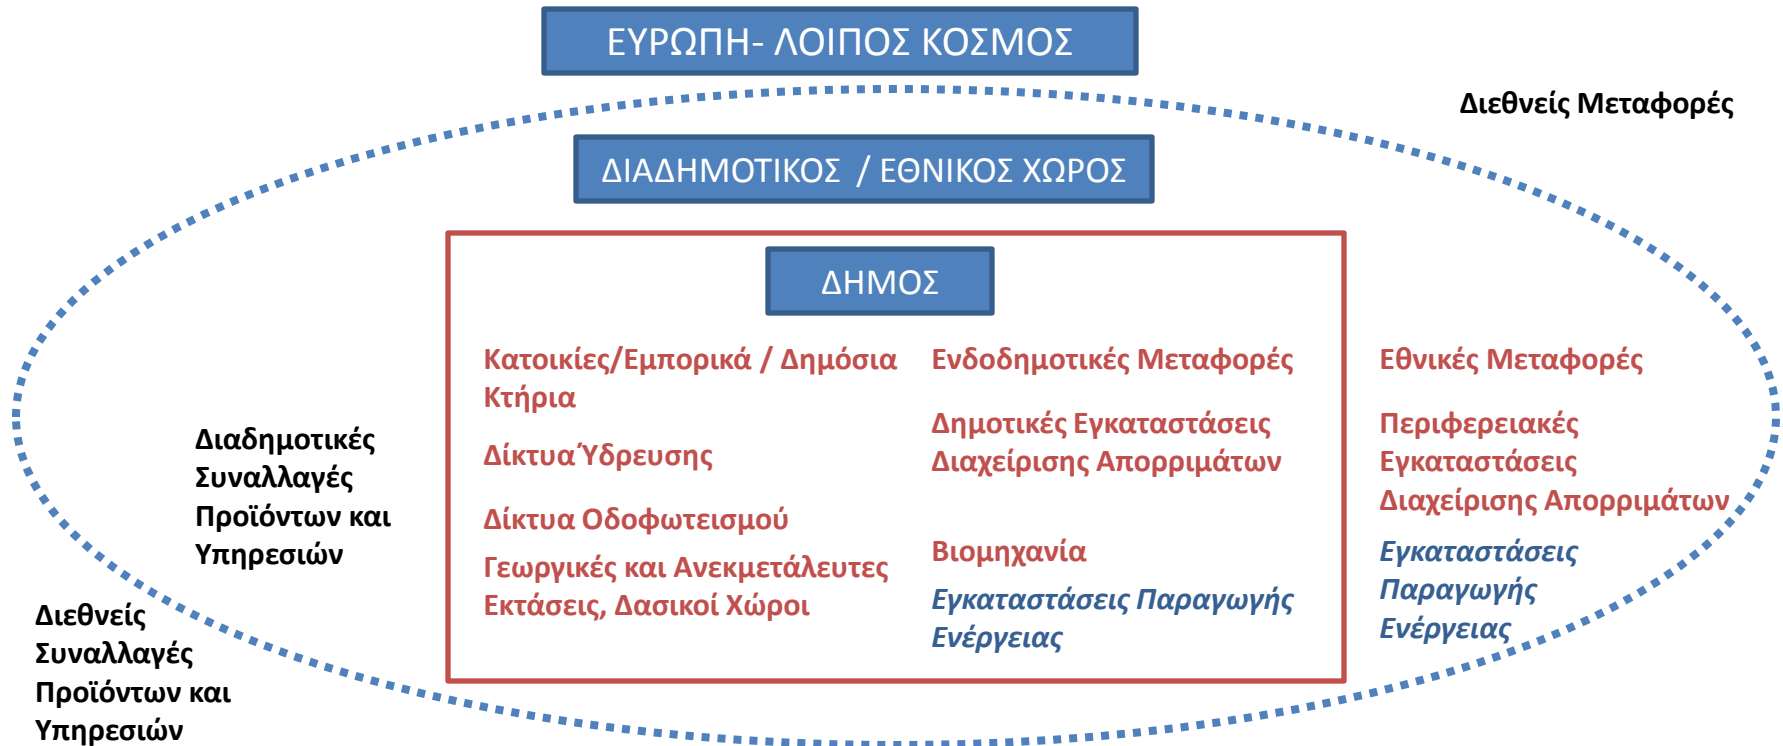 ΕΥΡΩΠΗ- ΛΟΙΠΟΣ ΚΟΣΜΟΣ
Διεθνείς Μεταφορές
ΔΙΑΔΗΜΟΤΙΚΟΣ / ΕΘΝΙΚΟΣ ΧΩΡΟΣ
ΔΗΜΟΣ
Κατοικίες/Εμπορικά / Δημόσια
Κτήρια
Δίκτυα Ύδρευσης
Δίκτυα Οδοφωτεισμού
Γεωργικές και Ανεκμετάλευτες
Εκτάσεις, Δασικοί Χώροι
Ενδοδημοτικές Μεταφορές
Δημοτικές Εγκαταστάσεις
Διαχείρισης Απορριμάτων
Βιομηχανία
Εγκαταστάσεις Παραγωγής
Ενέργειας
Εθνικές Μεταφορές
Περιφερειακές
Εγκαταστάσεις
Διαχείρισης Απορριμάτων
Εγκαταστάσεις
Παραγωγής
Ενέργειας
Διαδημοτικές
Συναλλαγές
Προϊόντων και
Υπηρεσιών
Διεθνείς
Συναλλαγές
Προϊόντων και
Υπηρεσιών